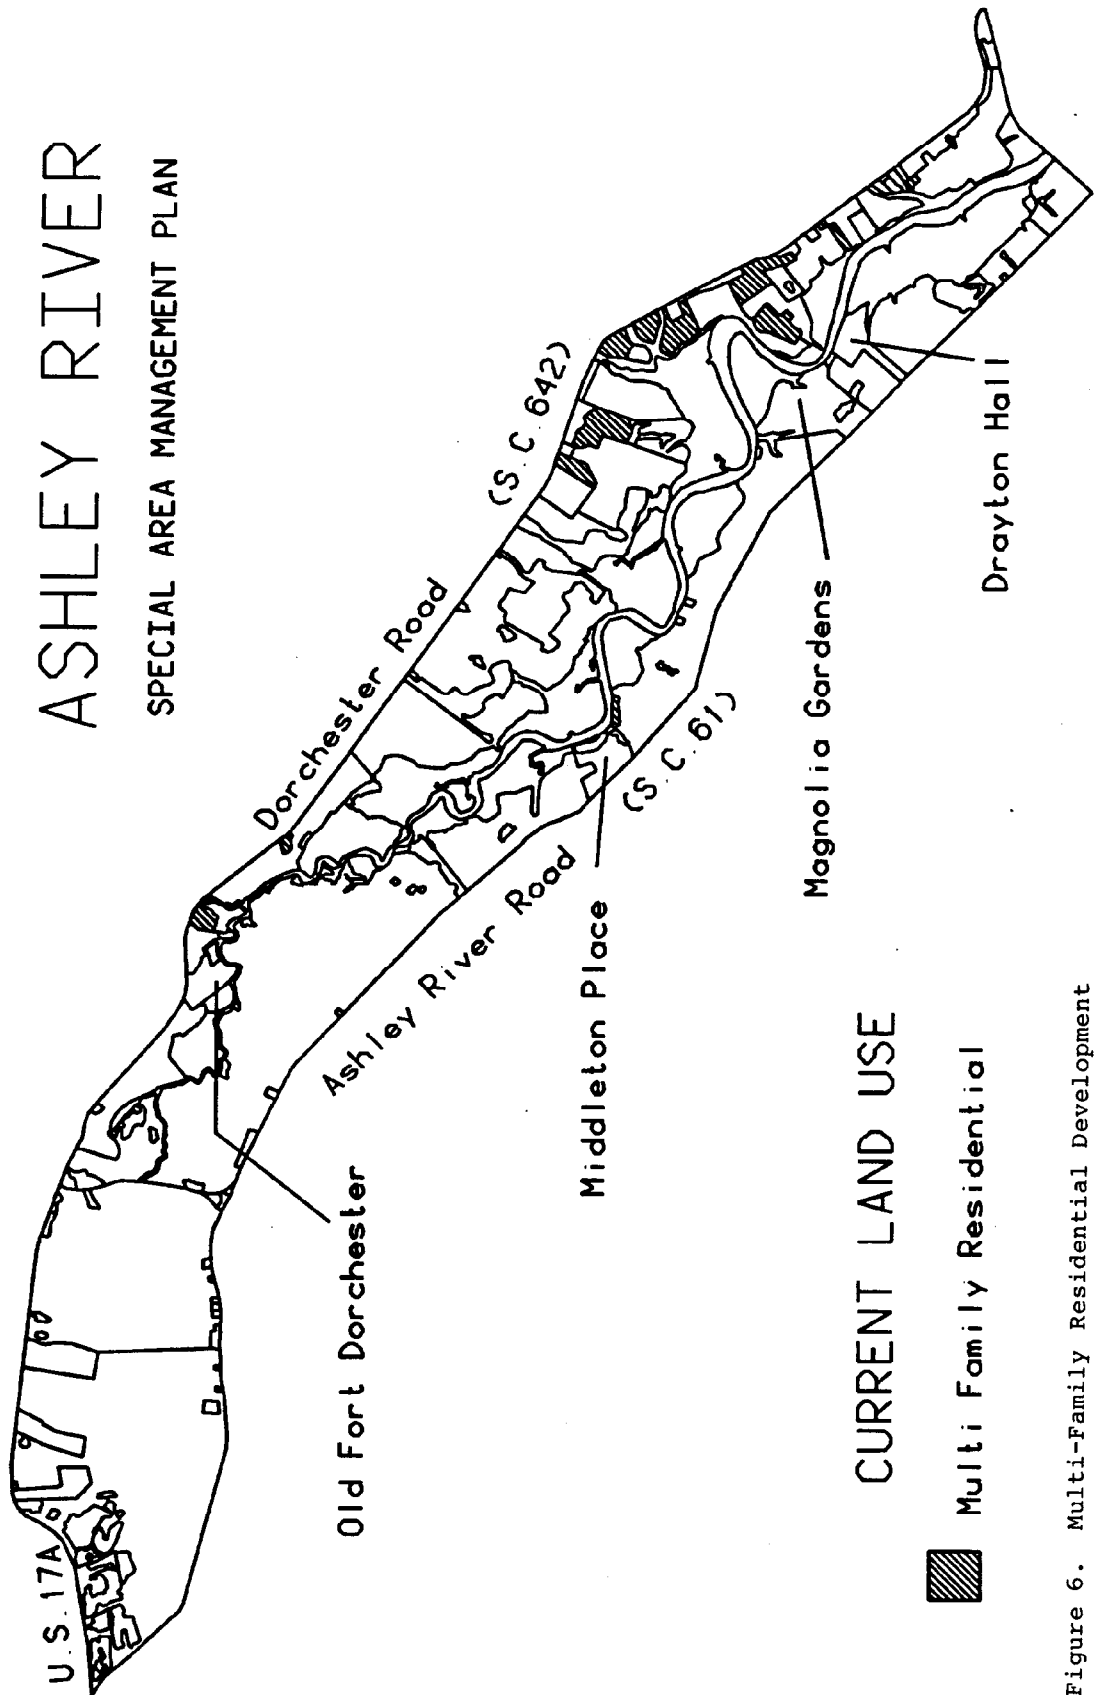 ASHLEY RIVER
SPECIAL AREA MANAGEMENT PLAN
U.S. 17A
Dorchester Road
(S.C. 642)
Old Fort Dorchester
Ashley River Road
(S.C. 61)
Middleton Place
Magnolia Gardens
Drayton Hall
CURRENT LAND USE
Multi Family Residential
Figure 6. Multi-Family Residential Development